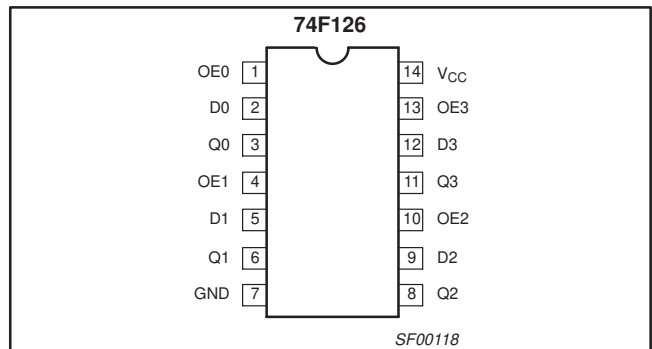 74F126
OE0 1 14 VCC
D0 2 13 OE3
Q0 3 12 D3
OE1 4 11 Q3
D1 5 10 OE2
Q1 6 9 D2
GND 7 8 Q2
SF00118